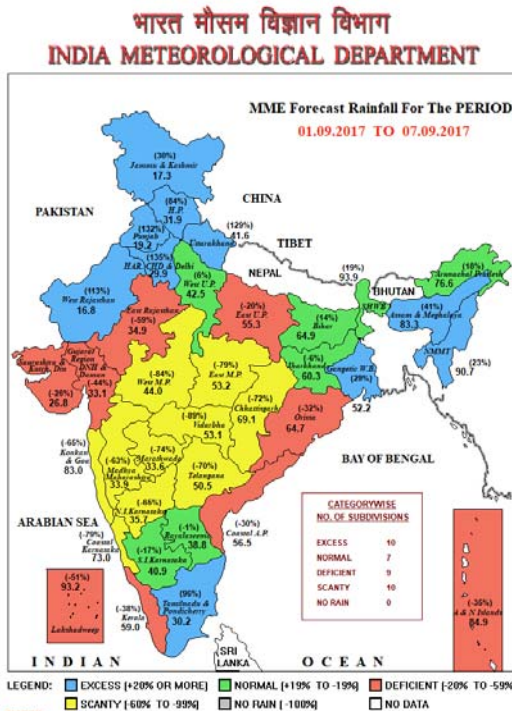 भारत मौसम विज्ञान विभाग
INDIA METEOROLOGICAL DEPARTMENT
MME Forecast Rainfall For The PERIOD
01.09.2017 TO 07.09.2017
(30%)
Jammu & Kashmir
17.3
CHINA
(84%)
H.P.
31.9
PAKISTAN
(132%)
Punjab
19.2
(129%)
41.6
Uttarakhand
TIBET
(135%)
HAR. CHD & Delhi
29.9
NEPAL
(6%)
West U.P.
42.5
(113%)
West Rajasthan
16.8
(-59%)
East Rajasthan
34.9
(-20%)
East U.P.
55.3
(19%)
93.9
SHWB
BHUTAN
(10%)
Arunachal Pradesh
76.6
(41%)
Assam & Meghalaya
83.3
NMMT
(23%)
90.7
(14%)
Bihar
64.9
(-6%)
Jharkhand
60.3
Gangetic W.B.
(29%)
52.2
Saurashtra & Kutch, Diu
(-26%)
26.8
Gujarat Region
DNH & Daman
(-44%)
33.1
(-84%)
West M.P.
44.0
(-79%)
East M.P.
53.2
(-72%)
Chhattisgarh
69.1
(-32%)
Orissa
64.7
(-89%)
Vidarbha
53.1
(-65%)
Konkan & Goa
83.0
(-63%)
Madhya Maharashtra
33.9
(-74%)
Marathwada
33.6
(-70%)
Telangana
50.5
BAY OF BENGAL
ARABIAN SEA
(-66%)
N.I.Karnataka
35.7
(-79%)
Coastal Karnataka
73.0
(-1%)
Rayalaseema
38.8
(-30%)
Coastal A.P.
56.5
(-17%)
S.I.Karnataka
40.9
(-51%)
93.2
Lakshadweep
(-38%)
Kerala
59.0
Tamilnadu & Pondicherry
30.2
CATEGORYWISE
NO. OF SUBDIVISIONS
EXCESS 10
NORMAL 7
DEFICIENT 9
SCANTY 10
NO RAIN 0
A & N Islands
84.9
SRI
LANKA
INDIAN OCEAN
LEGEND: EXCESS (+20% OR MORE) NORMAL (+19% TO -19%) DEFICIENT (-20% TO -59%)
SCANTY (-60% TO -99%) NO RAIN (-100%) NO DATA